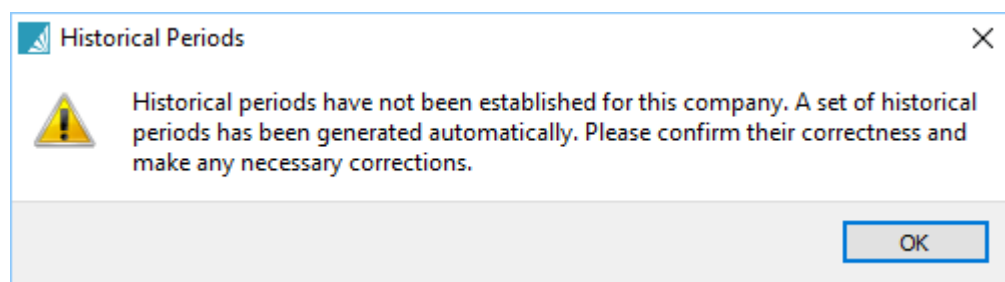 Historical Periods
Historical periods have not been established for this company. A set of historical
periods has been generated automatically. Please confirm their correctness and
make any necessary corrections.
OK